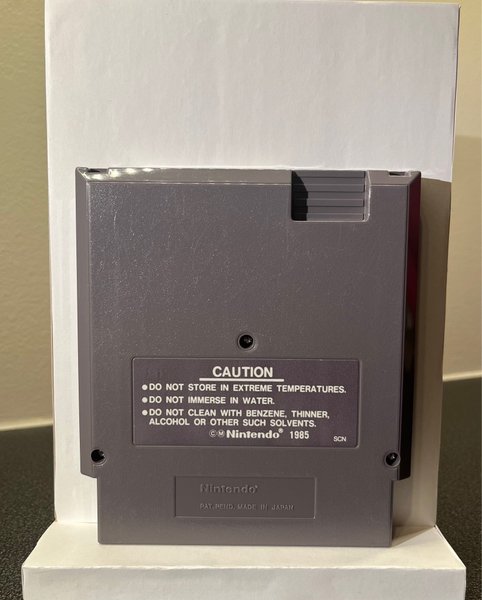 CAUTION
●DO NOT STORE IN EXTREME TEMPERATURES.
●DO NOT IMMERSE IN WATER.
●DO NOT CLEAN WITH BENZENE, THINNER,
ALCOHOL OR OTHER SUCH SOLVENTS.
©Ⓜ Nintendo® 1985 SCN
Nintendo®
PAT. PEND. MADE IN JAPAN